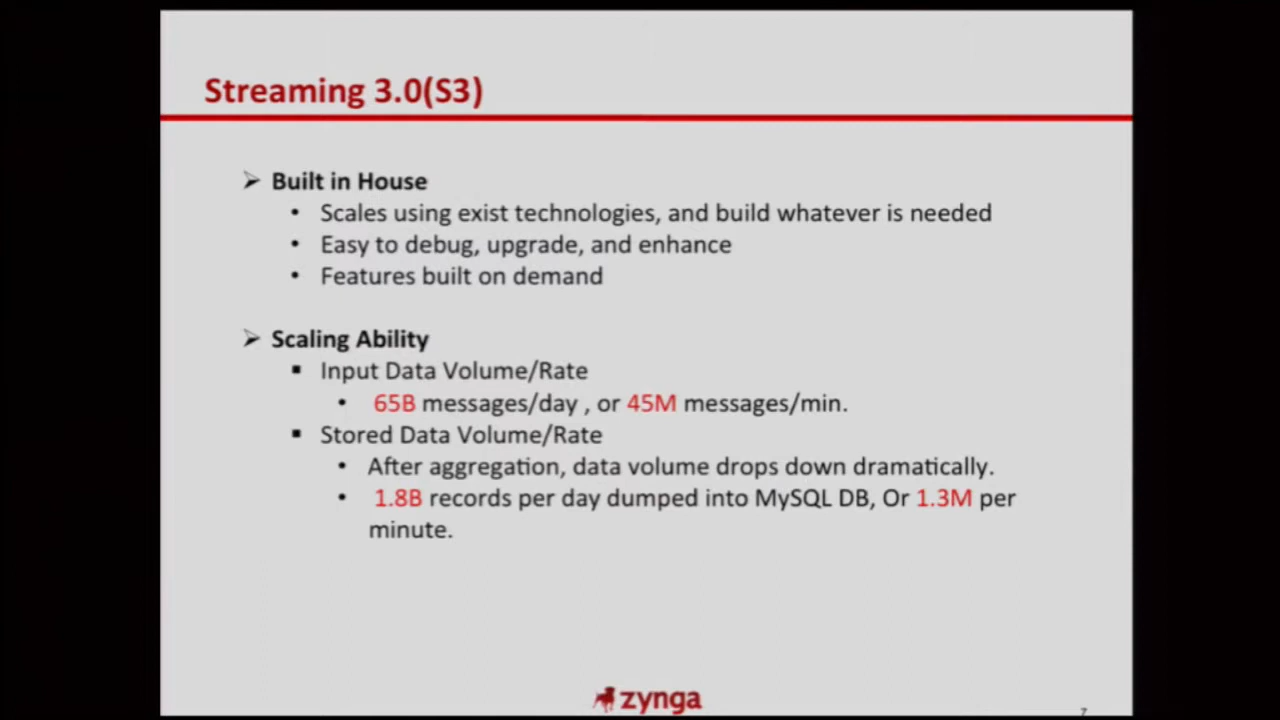 Streaming 3.0(S3)
Built in House
Scales using exist technologies, and build whatever is needed
Easy to debug, upgrade, and enhance
Features built on demand
Scaling Ability
Input Data Volume/Rate
65B messages/day , or 45M messages/min.
Stored Data Volume/Rate
After aggregation, data volume drops down dramatically.
1.8B records per day dumped into MySQL DB, Or 1.3M per
minute.
zynga
7